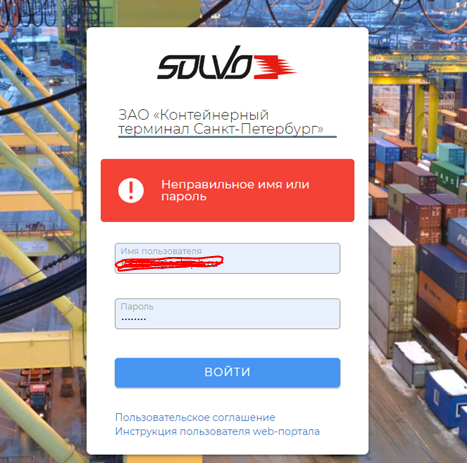 SOLVO
ЗАО «Контейнерный
терминал Санкт-Петербург»
Неправильное имя или
пароль
Имя пользователя
Пароль
........
ВОЙТИ
Пользовательское соглашение
Инструкция пользователя web-портала